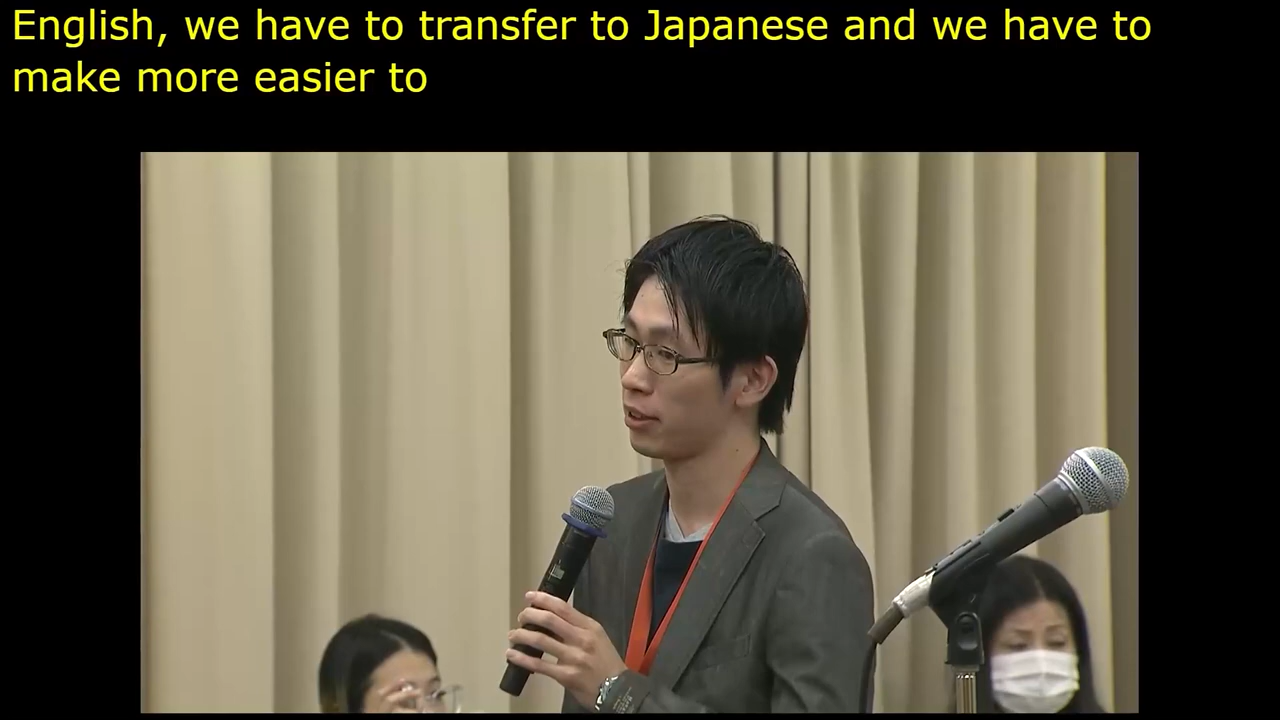 English, we have to transfer to Japanese and we have to
make more easier to